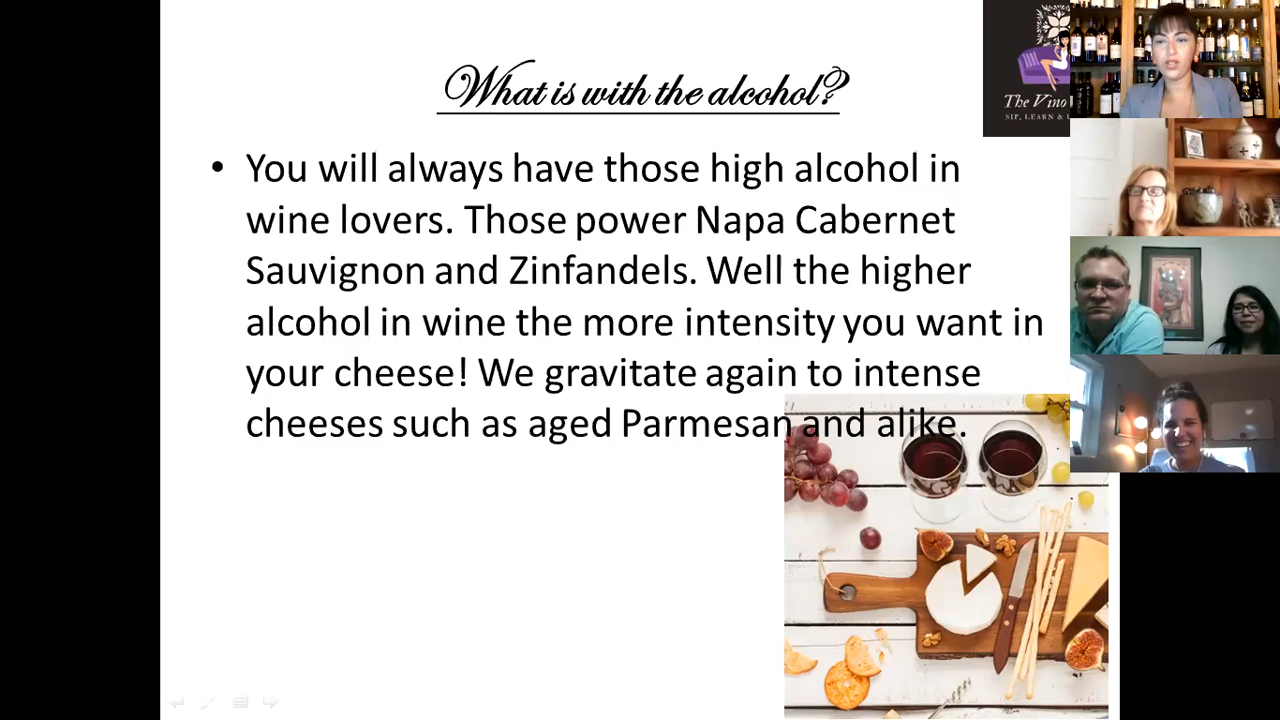 What is with the alcohol?
The Vino
SIP, LEARN &
• You will always have those high alcohol in
wine lovers. Those power Napa Cabernet
Sauvignon and Zinfandels. Well the higher
alcohol in wine the more intensity you want in
your cheese! We gravitate again to intense
cheeses such as aged Parmesan and alike.